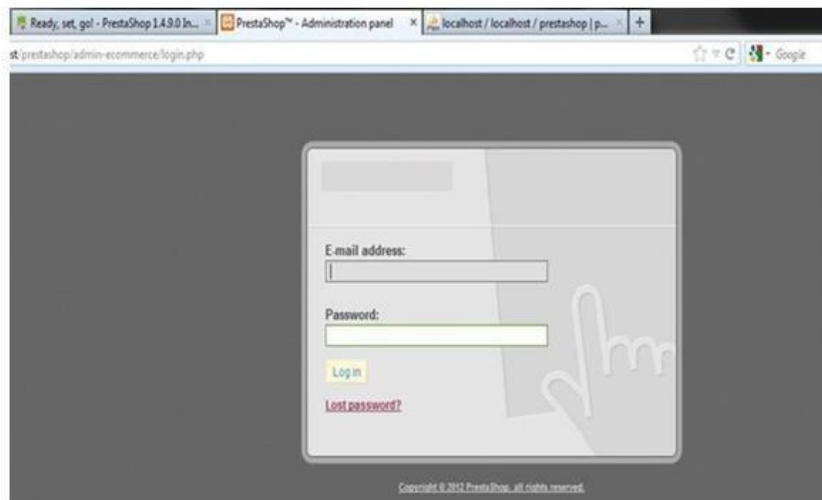 Ready, set, go! - PrestaShop 1.4.9.0 In...
PrestaShop™ - Administration panel
localhost / localhost / prestashop | p...
st/prestashop/admin-ecommerce/login.php
Google
E-mail address:
Password:
Log in
Lost password?
Copyright © 2012 PrestaShop. all rights reserved.